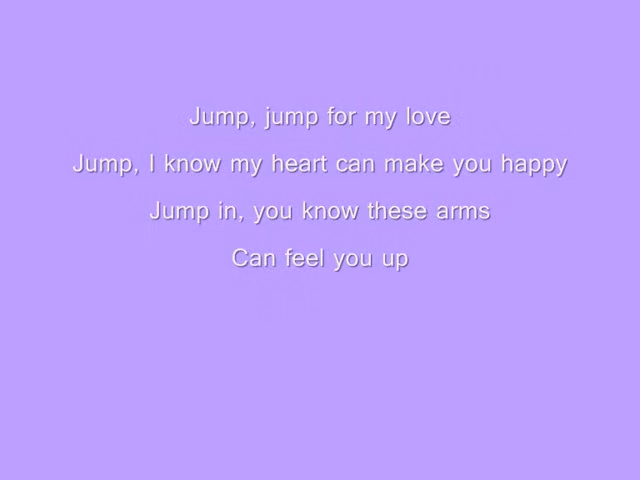 Jump, jump for my love
Jump, I know my heart can make you happy
Jump in, you know these arms
Can feel you up